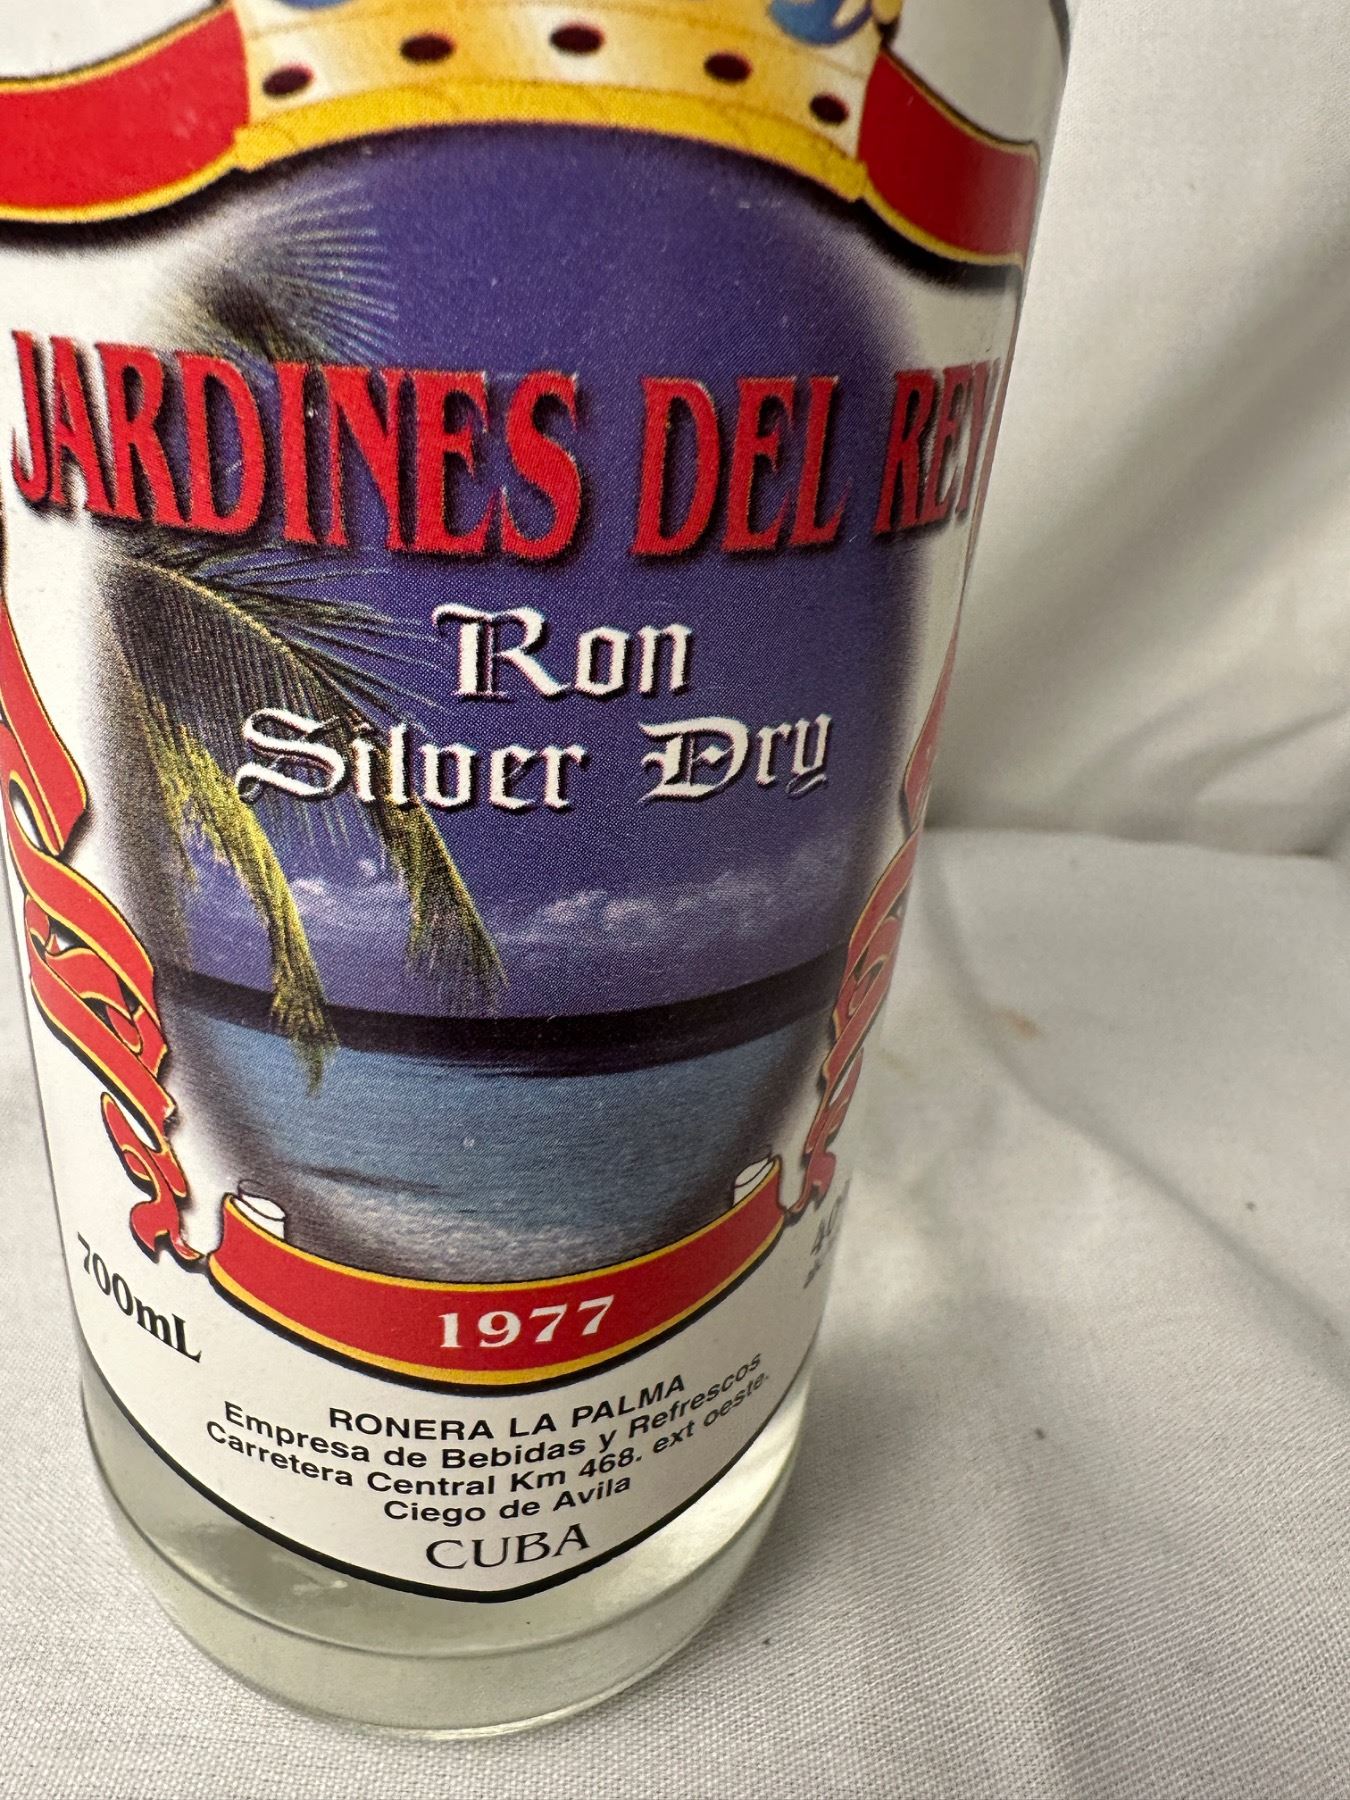 JARDINES DEL REY
Ron
Silver Dry
700mL
1977
RONERA LA PALMA
Empresa de Bebidas y Refrescos
Carretera Central Km 468. ext oeste.
Ciego de Avila
CUBA